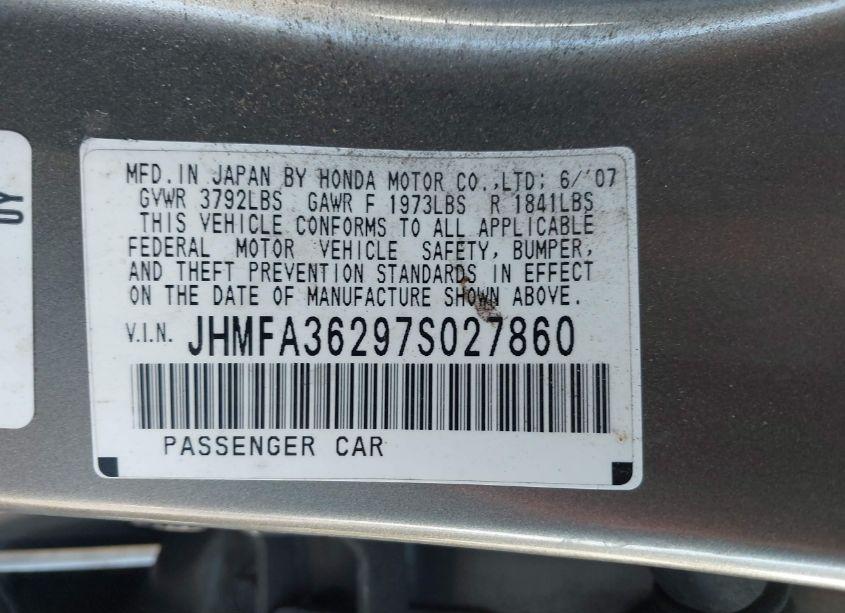 0Y
MFD. IN JAPAN BY HONDA MOTOR CO.,LTD; 6/'07
GVWR 3792LBS GAWR F 1973LBS R 1841LBS
THIS VEHICLE CONFORMS TO ALL APPLICABLE
FEDERAL MOTOR VEHICLE SAFETY, BUMPER,
AND THEFT PREVENTION STANDARDS IN EFFECT
ON THE DATE OF MANUFACTURE SHOWN ABOVE.
V.I.N. JHMFA36297S027860
PASSENGER CAR